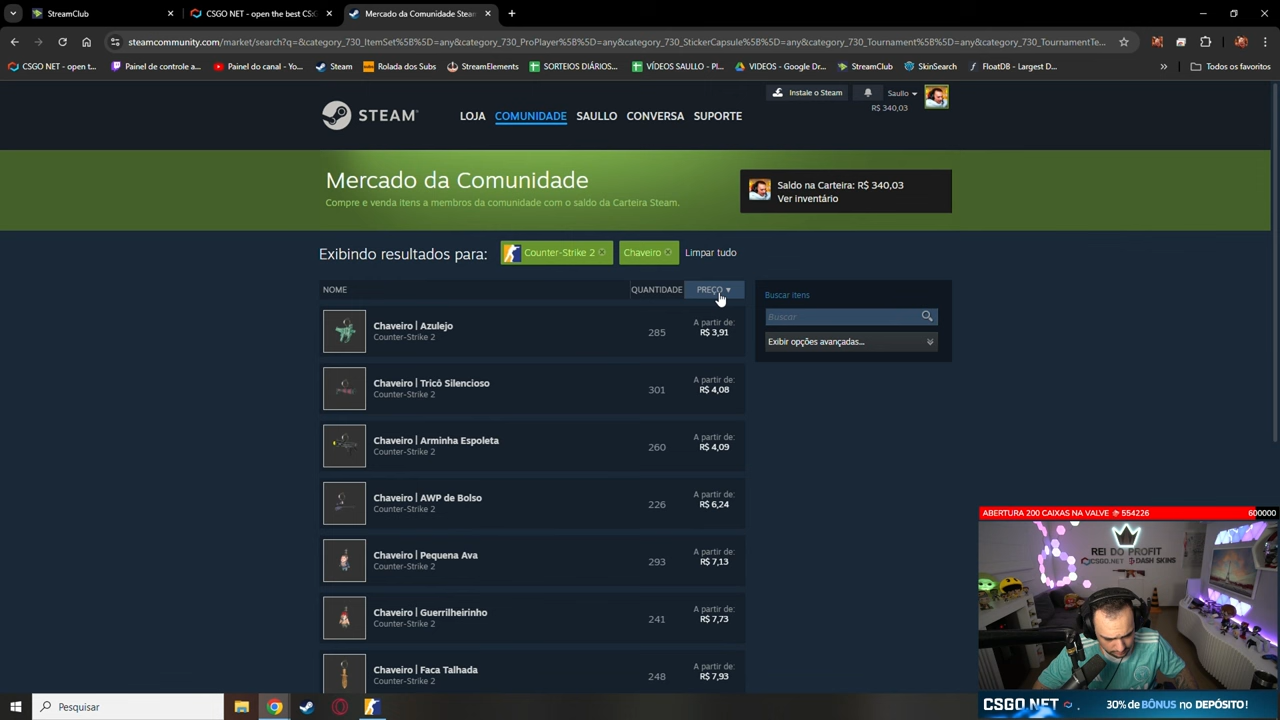 StreamClub
CSGO NET - open the best CS:G
Mercado da Comunidade Steam
steamcommunity.com/market/search?q=&category_730_ItemSet%5B%5D=any&category_730_ProPlayer%5B%5D=any&category_730_StickerCapsule%5B%5D=any&category_730_Tournament%5B%5D=any&category_730_TournamentTe...
CSGO NET - open t...
Painel de controle a...
Painel do canal - Yo...
Steam
Rolada dos Subs
StreamElements
SORTEIOS DIÁRIOS...
VÍDEOS SAULLO - Pl...
VÍDEOS - Google Dr...
StreamClub
SkinSearch
FloatDB - Largest D...
»
Todos os favoritos
Instale o Steam
Saullo
R$ 340,03
STEAM
LOJA
COMUNIDADE
SAULLO
CONVERSA
SUPORTE
Mercado da Comunidade
Compre e venda itens a membros da comunidade com o saldo da Carteira Steam.
Saldo na Carteira: R$ 340,03
Ver inventário
Exibindo resultados para:
Counter-Strike 2
Chaveiro
Limpar tudo
NOME
QUANTIDADE
PREÇO ▼
Buscar itens
Buscar
Exibir opções avançadas...
Chaveiro | Azulejo
Counter-Strike 2
285
A partir de:
R$ 3,91
Chaveiro | Tricô Silencioso
Counter-Strike 2
301
A partir de:
R$ 4,08
Chaveiro | Arminha Espoleta
Counter-Strike 2
260
A partir de:
R$ 4,09
Chaveiro | AWP de Bolso
Counter-Strike 2
226
A partir de:
R$ 6,24
Chaveiro | Pequena Ava
Counter-Strike 2
293
A partir de:
R$ 7,13
Chaveiro | Guerrilheirinho
Counter-Strike 2
241
A partir de:
R$ 7,73
Chaveiro | Faca Talhada
Counter-Strike 2
248
A partir de:
R$ 7,93
ABERTURA 200 CAIXAS NA VALVE
554226
600000
REI DO PROFIT
CSGO.NET
DASH SKINS
CSGO.NET
30% de BÔNUS no DEPÓSITO!
Pesquisar